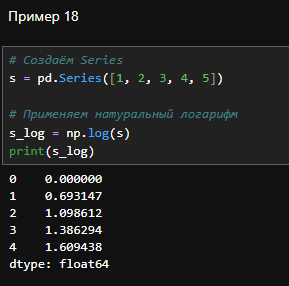 Пример 18
# Создаём Series
s = pd.Series([1, 2, 3, 4, 5])
# Применяем натуральный логарифм
s_log = np.log(s)
print(s_log)
0    0.000000
1    0.693147
2    1.098612
3    1.386294
4    1.609438
dtype: float64